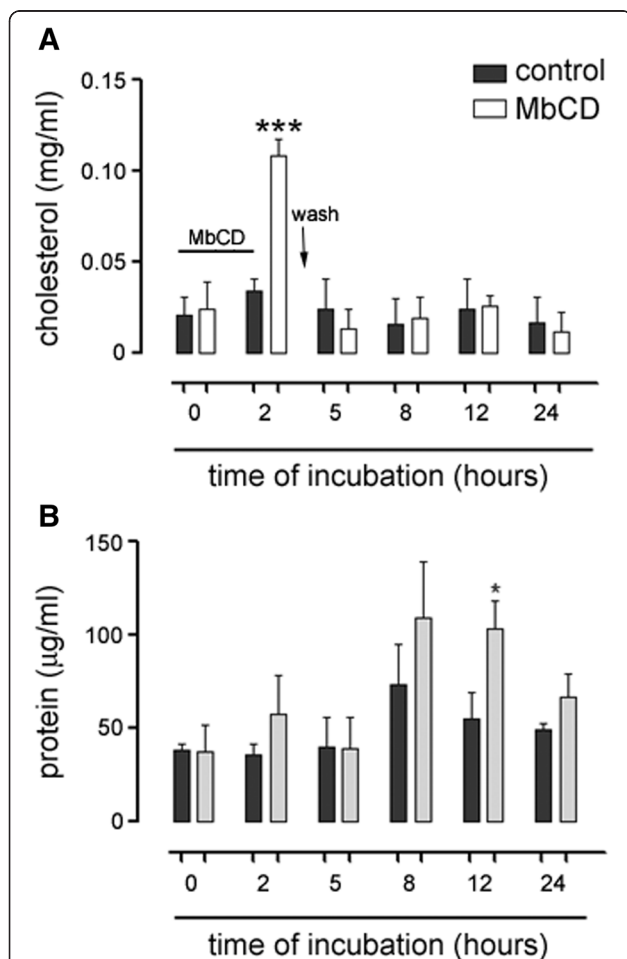 A
0.15
control
MbCD
cholesterol (mg/ml)
0.10
***
wash
MbCD
0.05
0
0 2 5 8 12 24
time of incubation (hours)
B
150
protein (µg/ml)
*
100
50
0
0 2 5 8 12 24
time of incubation (hours)